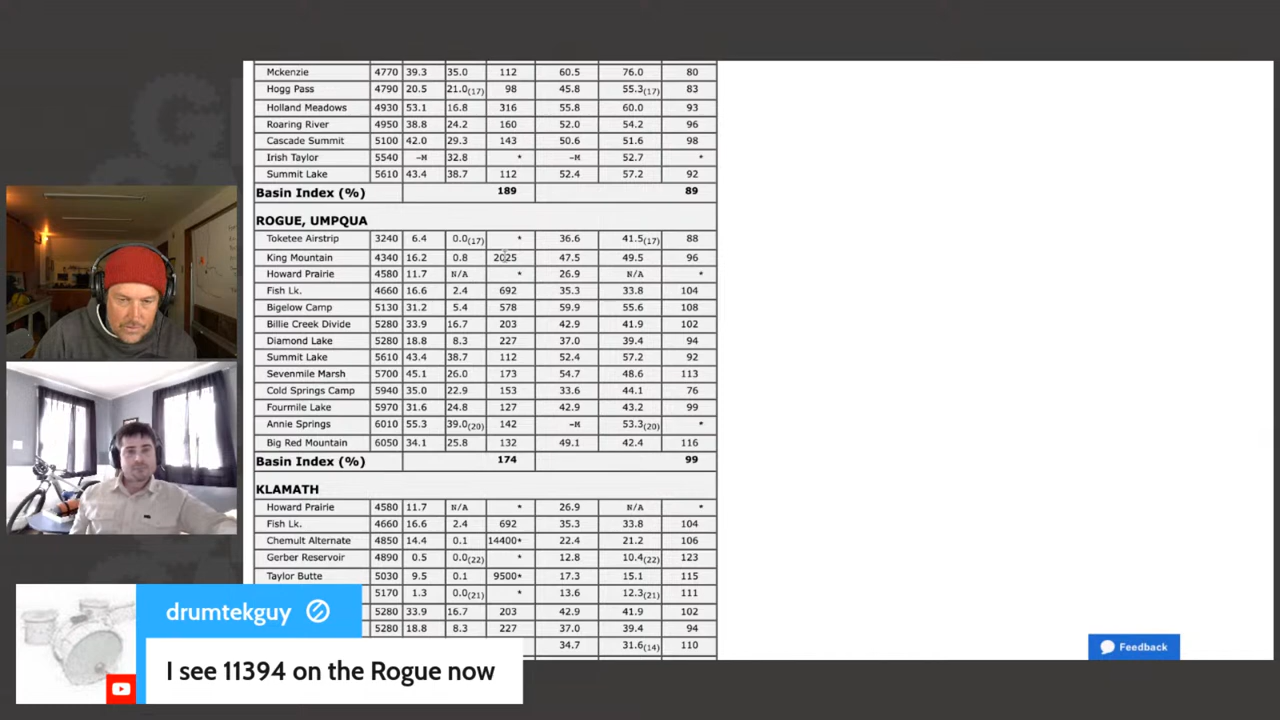 Mckenzie 4770 39.3 35.0 112 60.5 76.0 80
Hogg Pass 4790 20.5 21.0(17) 98 45.8 55.3(17) 83
Holland Meadows 4930 53.1 16.8 316 55.8 60.0 93
Roaring River 4950 38.8 24.2 160 52.0 54.2 96
Cascade Summit 5100 42.0 29.3 143 50.6 51.6 98
Irish Taylor 5540 -M 32.8 * -M 52.7 *
Summit Lake 5610 43.4 38.7 112 52.4 57.2 92
Basin Index (%) 189 89
ROGUE, UMPQUA
Toketee Airstrip 3240 6.4 0.0(17) * 36.6 41.5(17) 88
King Mountain 4340 16.2 0.8 2025 47.5 49.5 96
Howard Prairie 4580 11.7 N/A * 26.9 N/A *
Fish Lk. 4660 16.6 2.4 692 35.3 33.8 104
Bigelow Camp 5130 31.2 5.4 578 59.9 55.6 108
Billie Creek Divide 5280 33.9 16.7 203 42.9 41.9 102
Diamond Lake 5280 18.8 8.3 227 37.0 39.4 94
Summit Lake 5610 43.4 38.7 112 52.4 57.2 92
Sevenmile Marsh 5700 45.1 26.0 173 54.7 48.6 113
Cold Springs Camp 5940 35.0 22.9 153 33.6 44.1 76
Fourmile Lake 5970 31.6 24.8 127 42.9 43.2 99
Annie Springs 6010 55.3 39.0(20) 142 -M 53.3(20) *
Big Red Mountain 6050 34.1 25.8 132 49.1 42.4 116
Basin Index (%) 174 99
KLAMATH
Howard Prairie 4580 11.7 N/A * 26.9 N/A *
Fish Lk. 4660 16.6 2.4 692 35.3 33.8 104
Chemult Alternate 4850 14.4 0.1 14400* 22.4 21.2 106
Gerber Reservoir 4890 0.5 0.0(22) * 12.8 10.4(22) 123
Taylor Butte 5030 9.5 0.1 9500* 17.3 15.1 115
5170 1.3 0.0(21) * 13.6 12.3(21) 111
5280 33.9 16.7 203 42.9 41.9 102
5280 18.8 8.3 227 37.0 39.4 94
34.7 31.6(14) 110
drumtekguy
I see 11394 on the Rogue now
Feedback